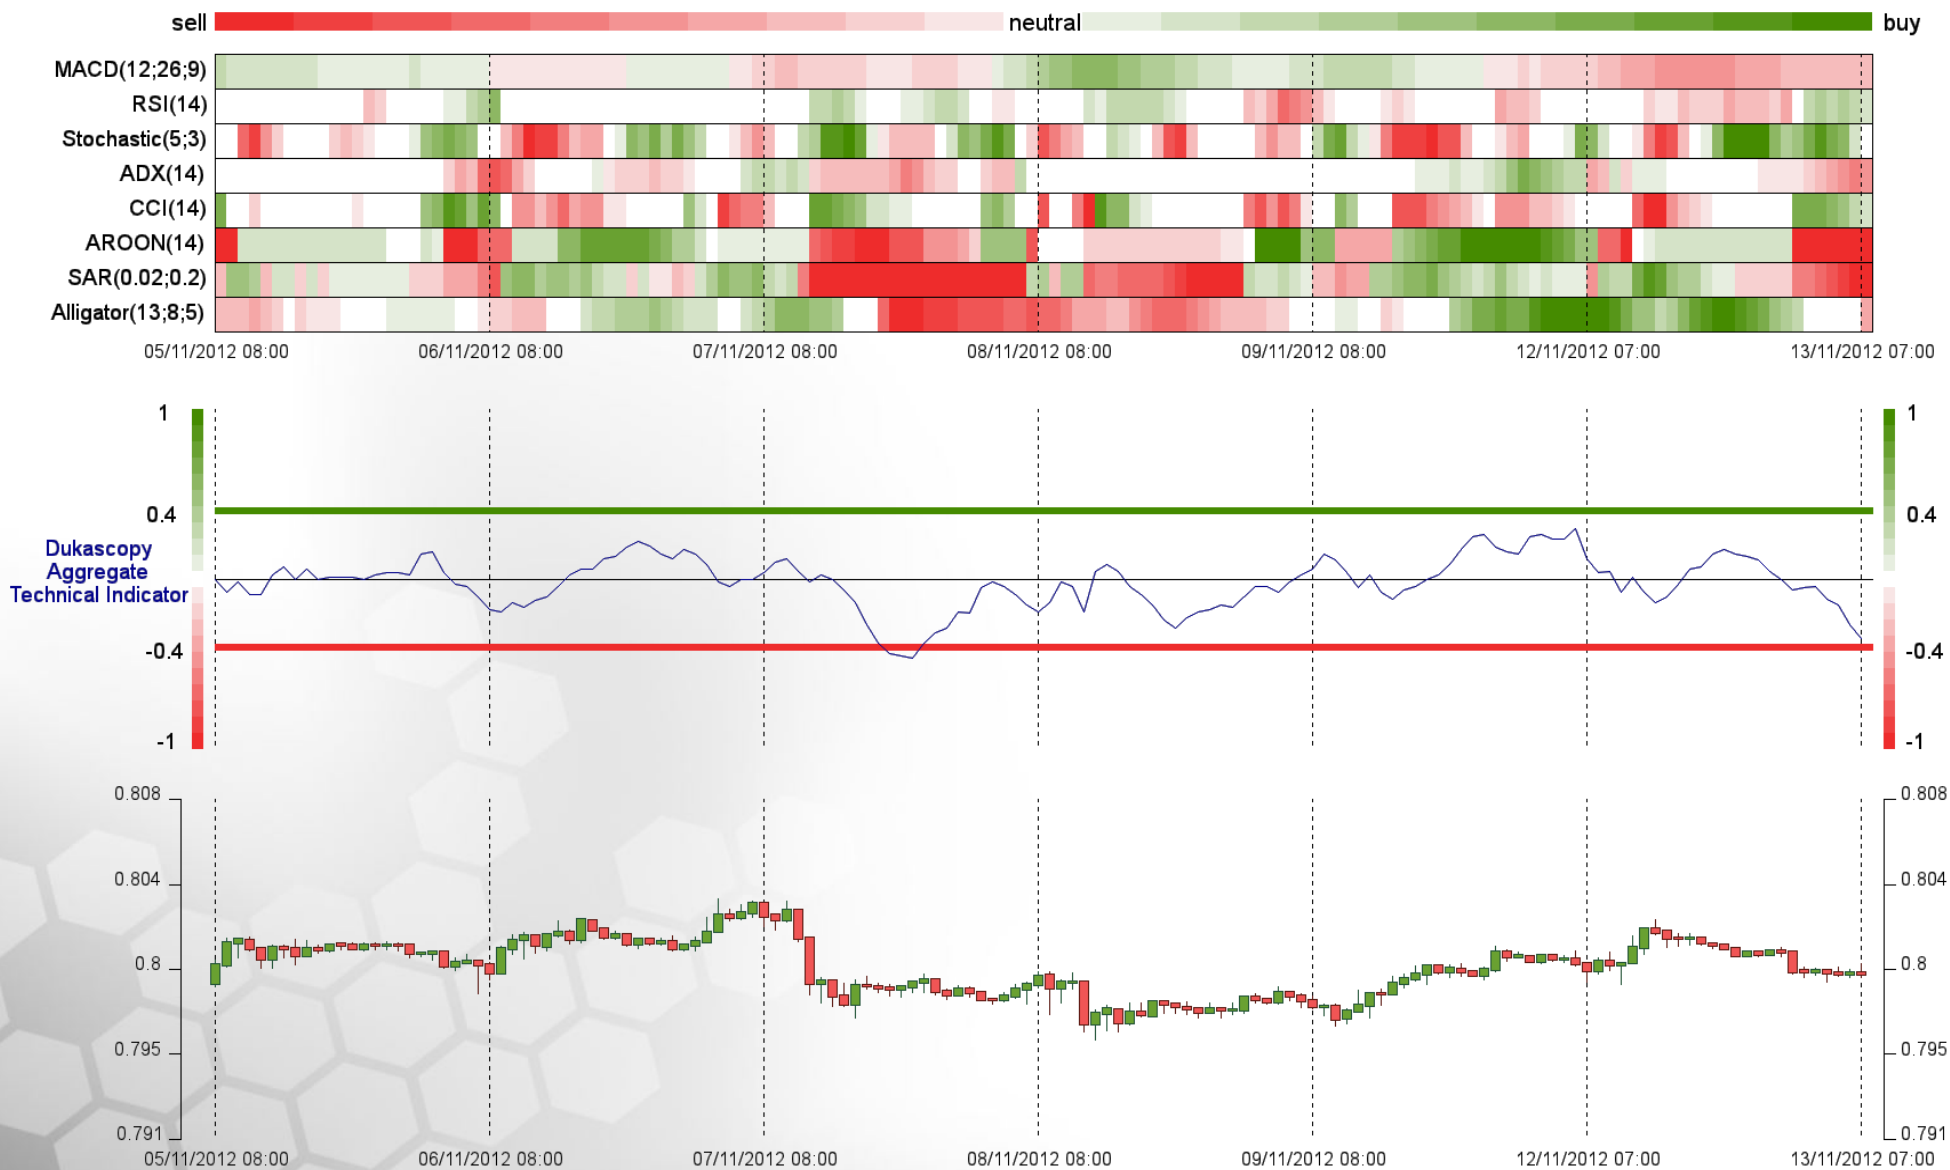 sell neutral buy
MACD(12;26;9)
RSI(14)
Stochastic(5;3)
ADX(14)
CCI(14)
AROON(14)
SAR(0.02;0.2)
Alligator(13;8;5)
05/11/2012 08:00 06/11/2012 08:00 07/11/2012 08:00 08/11/2012 08:00 09/11/2012 08:00 12/11/2012 07:00 13/11/2012 07:00
1 1
0.4 0.4
Dukascopy
Aggregate
Technical Indicator
-0.4 -0.4
-1 -1
0.808 0.808
0.804 0.804
0.8 0.8
0.795 0.795
0.791 0.791
05/11/2012 08:00 06/11/2012 08:00 07/11/2012 08:00 08/11/2012 08:00 09/11/2012 08:00 12/11/2012 07:00 13/11/2012 07:00